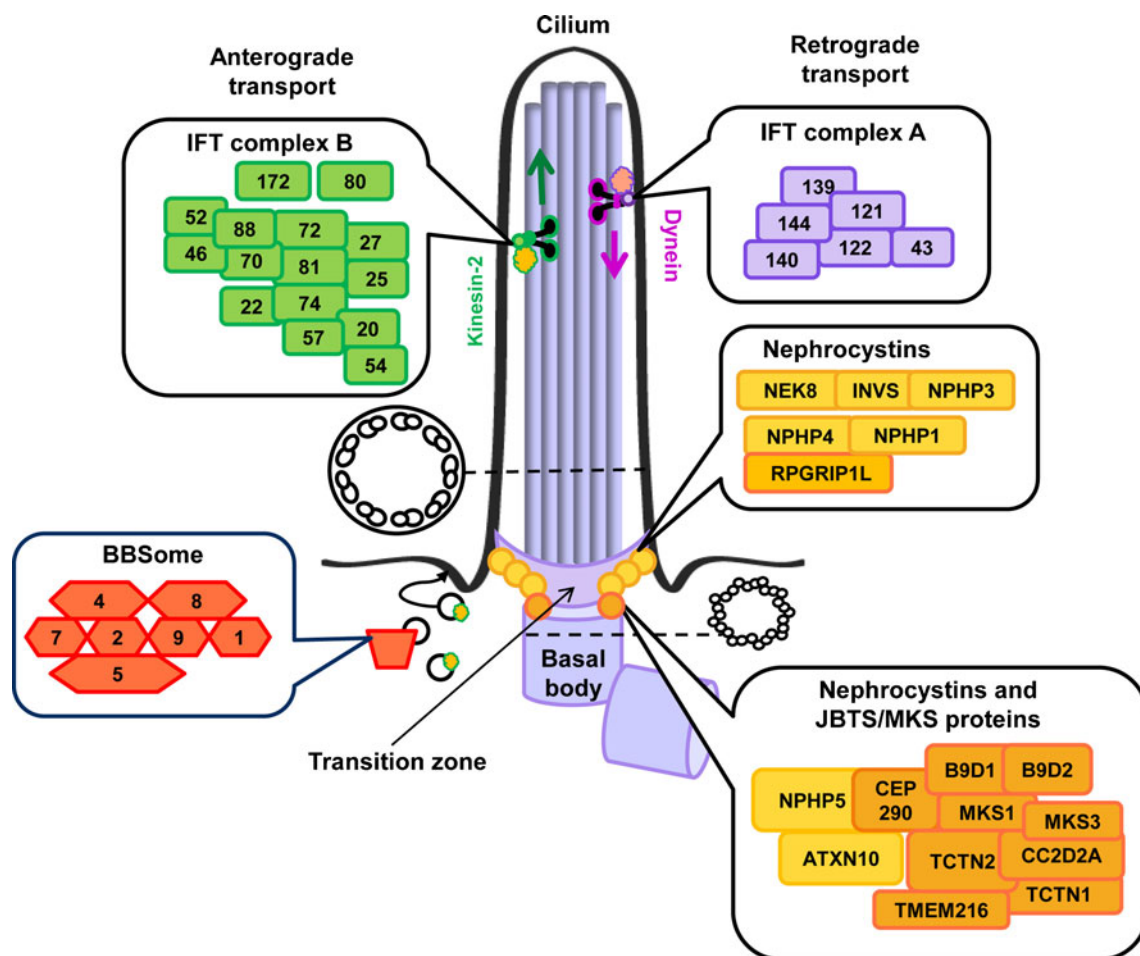 Cilium
Anterograde
transport
Retrograde
transport
IFT complex B
172 80
52 88 72 27
46 70 81 25
22 74
57 20
54
Kinesin-2
Dynein
IFT complex A
139
144 121
140 122 43
Nephrocystins
NEK8 INVS NPHP3
NPHP4 NPHP1
RPGRIP1L
BBSome
4 8
7 2 9 1
5
Basal
body
Transition zone
Nephrocystins and
JBTS/MKS proteins
B9D1 B9D2
NPHP5 CEP
290
MKS1 MKS3
ATXN10 TCTN2 CC2D2A
TCTN1
TMEM216